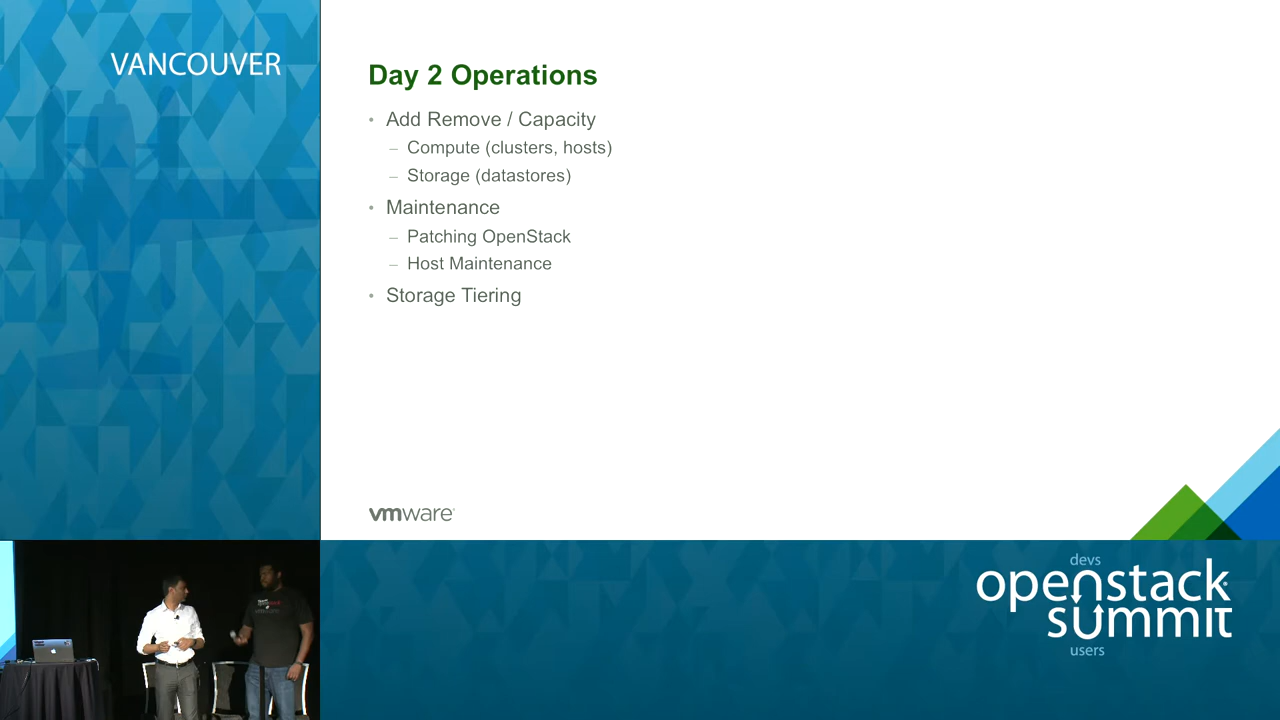 VANCOUVER
Day 2 Operations
• Add Remove / Capacity
– Compute (clusters, hosts)
– Storage (datastores)
• Maintenance
– Patching OpenStack
– Host Maintenance
• Storage Tiering
vmware
devs
openstack
summit
users